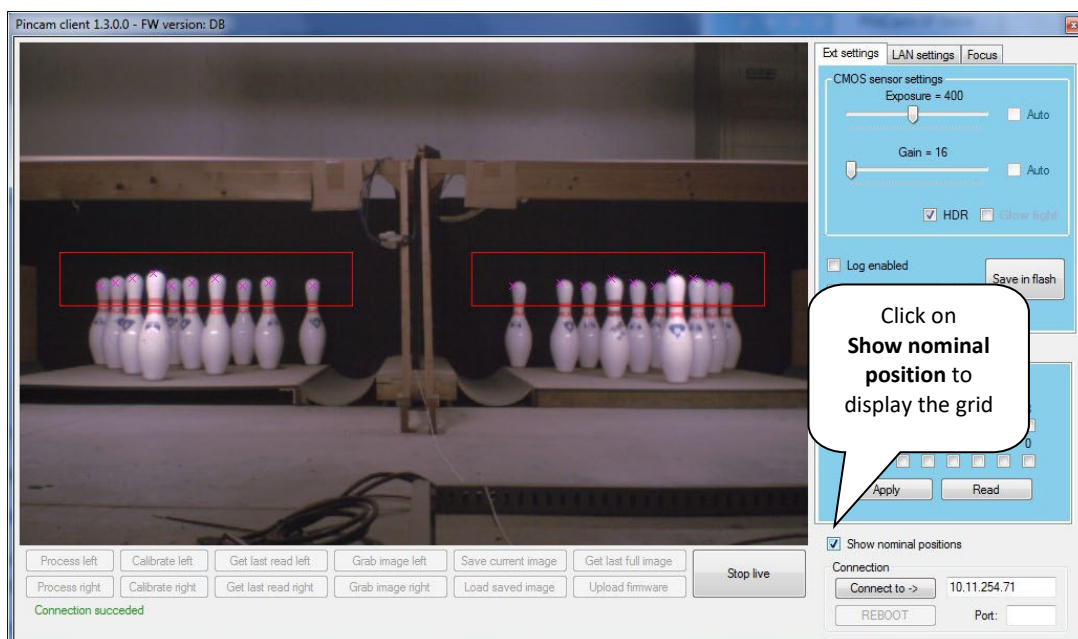 Pincam client 1.3.0.0 - FW version: DB
Ext settings LAN settings Focus
CMOS sensor settings
Exposure = 400
Auto
Gain = 16
Auto
HDR Glow light
Log enabled
Save in flash
Click on
Show nominal
position to
display the grid
0
Apply Read
Show nominal positions
Process left Calibrate left Get last read left Grab image left Save current image Get last full image
Stop live
Process right Calibrate right Get last read right Grab image right Load saved image Upload firmware
Connection succeded
Connection
Connect to -> 10.11.254.71
REBOOT Port: